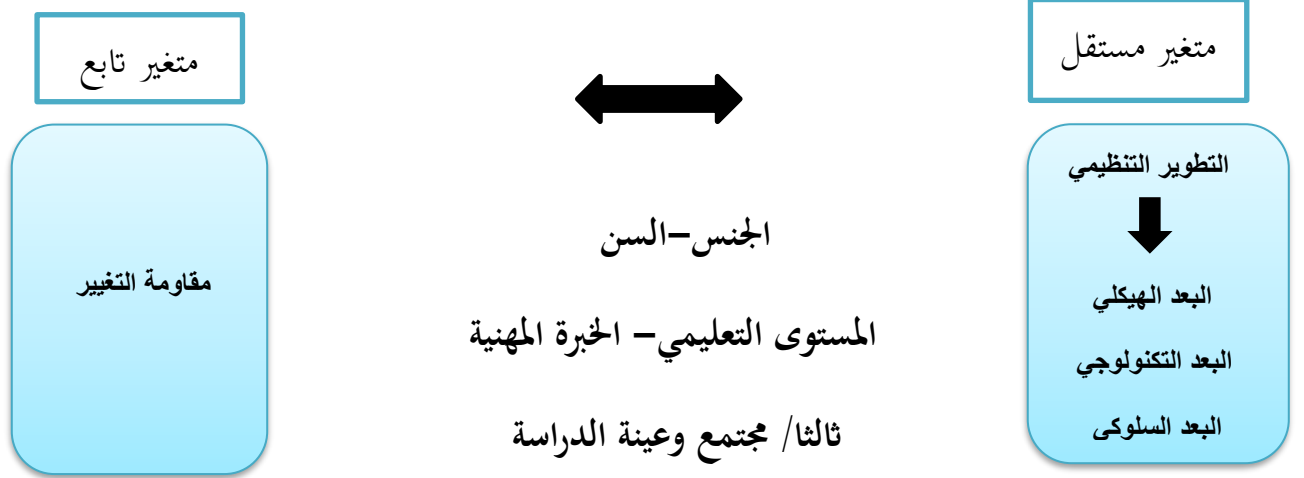 متغير مستقل
متغير تابع
التطوير التنظيمي
البعد الهيكلي
البعد التكنولوجي
البعد السلوكى
الجنس–السن
المستوى التعليمي– الخبرة المهنية
ثالثا/ مجتمع وعينة الدراسة
مقاومة التغيير